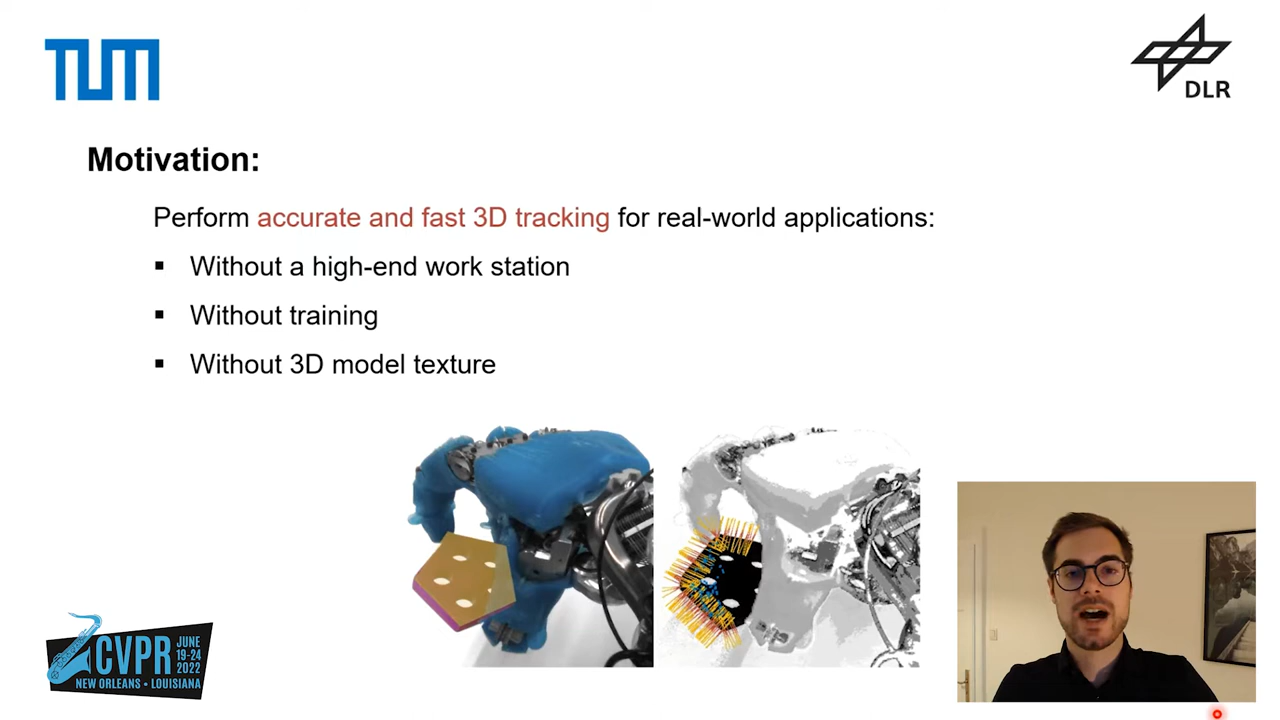 TUM
DLR
Motivation:
Perform accurate and fast 3D tracking for real-world applications:
▪ Without a high-end work station
▪ Without training
▪ Without 3D model texture
CVPR
JUNE
19-24
2022
NEW ORLEANS • LOUISIANA